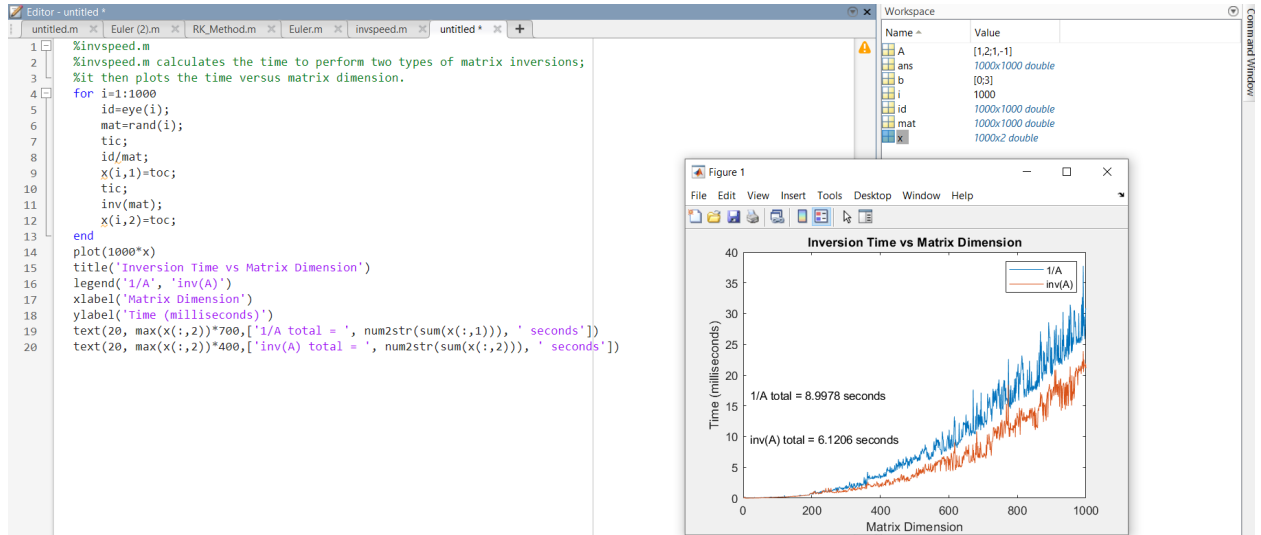 Editor - untitled *
untitled.m Euler (2).m RK_Method.m Euler.m invspeed.m untitled * +
1 %invspeed.m
2 %invspeed.m calculates the time to perform two types of matrix inversions;
3 %it then plots the time versus matrix dimension.
4 for i=1:1000
5 id=eye(i);
6 mat=rand(i);
7 tic;
8 id/mat;
9 x(i,1)=toc;
10 tic;
11 inv(mat);
12 x(i,2)=toc;
13 end
14 plot(1000*x)
15 title('Inversion Time vs Matrix Dimension')
16 legend('1/A', 'inv(A)')
17 xlabel('Matrix Dimension')
18 ylabel('Time (milliseconds)')
19 text(20, max(x(:,2))*700,['1/A total = ', num2str(sum(x(:,1))), ' seconds'])
20 text(20, max(x(:,2))*400,['inv(A) total = ', num2str(sum(x(:,2))), ' seconds'])
Workspace
Name Value
A [1,2;1,-1]
ans 1000x1000 double
b [0;3]
i 1000
id 1000x1000 double
mat 1000x1000 double
x 1000x2 double
Command Window
Figure 1
File Edit View Insert Tools Desktop Window Help
Inversion Time vs Matrix Dimension
1/A
inv(A)
40
35
30
25
20
15
10
5
0
Time (milliseconds)
1/A total = 8.9978 seconds
inv(A) total = 6.1206 seconds
0 200 400 600 800 1000
Matrix Dimension